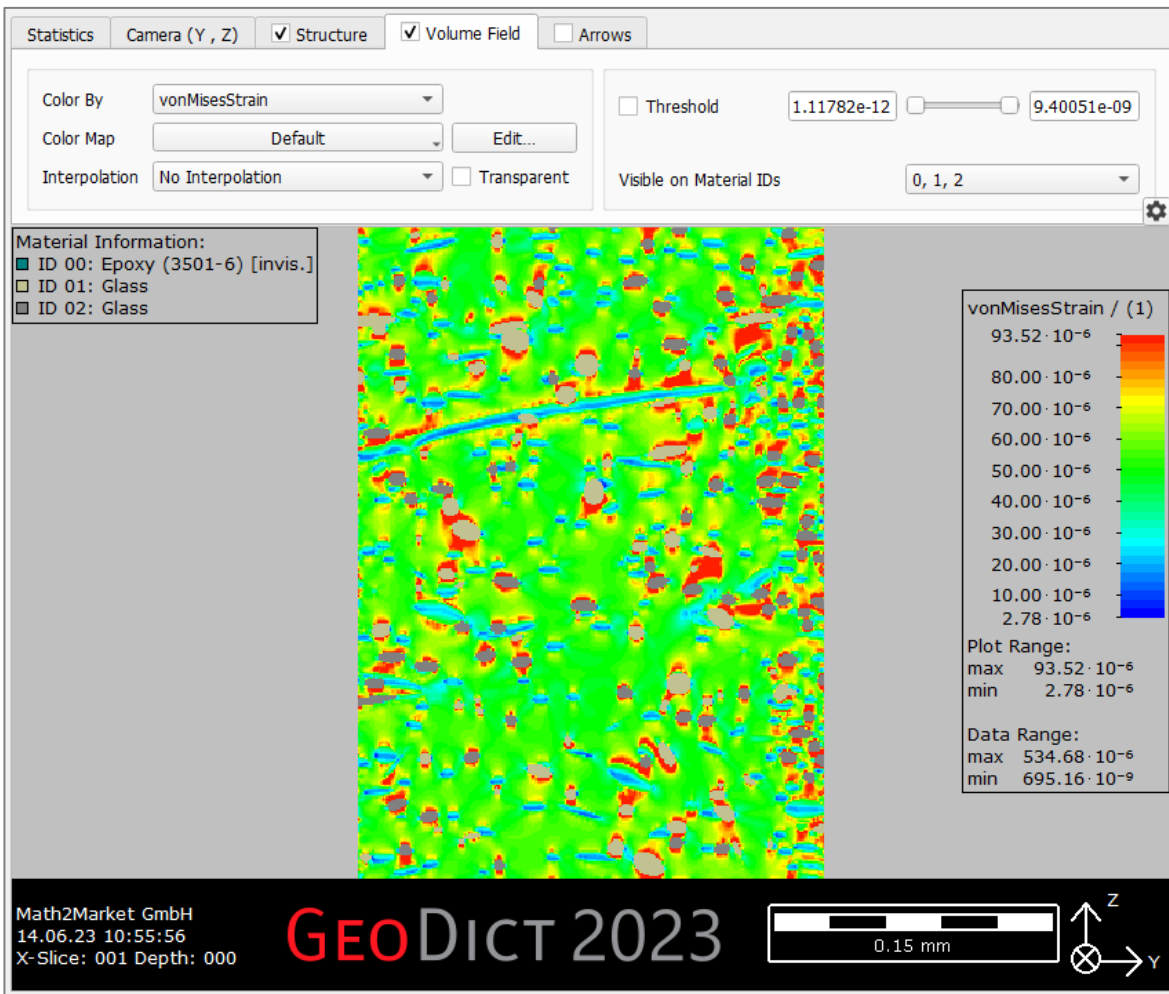 Statistics Camera (Y , Z) Structure Volume Field Arrows
Color By vonMisesStrain
Color Map Default Edit...
Interpolation No Interpolation Transparent
Threshold 1.11782e-12 9.40051e-09
Visible on Material IDs 0, 1, 2
Material Information:
ID 00: Epoxy (3501-6) [invis.]
ID 01: Glass
ID 02: Glass
vonMisesStrain / (1)
93.52·10⁻⁶
80.00·10⁻⁶
70.00·10⁻⁶
60.00·10⁻⁶
50.00·10⁻⁶
40.00·10⁻⁶
30.00·10⁻⁶
20.00·10⁻⁶
10.00·10⁻⁶
2.78·10⁻⁶
Plot Range:
max 93.52·10⁻⁶
min 2.78·10⁻⁶
Data Range:
max 534.68·10⁻⁶
min 695.16·10⁻⁹
Math2Market GmbH
14.06.23 10:55:56
X-Slice: 001 Depth: 000
GEODICT 2023
0.15 mm
Z
Y